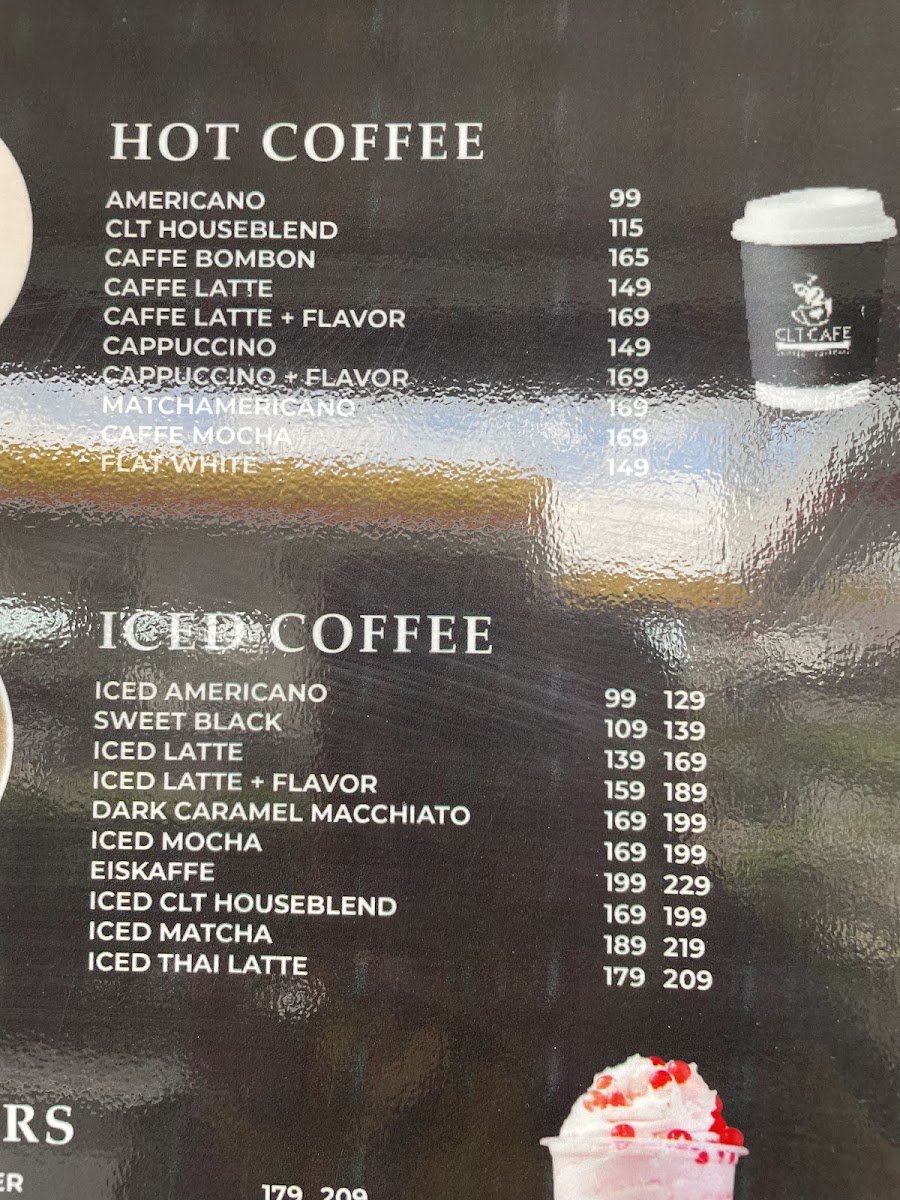 HOT COFFEE
AMERICANO 99
CLT HOUSEBLEND 115
CAFFE BOMBON 165
CAFFE LATTE 149
CAFFE LATTE + FLAVOR 169
CAPPUCCINO 149
CAPPUCCINO + FLAVOR 169
MATCHAMERICANO 169
CAFFE MOCHA 169
FLAT WHITE 149
CLT CAFE
ICED COFFEE
ICED AMERICANO 99 129
SWEET BLACK 109 139
ICED LATTE 139 169
ICED LATTE + FLAVOR 159 189
DARK CARAMEL MACCHIATO 169 199
ICED MOCHA 169 199
EISKAFFE 199 229
ICED CLT HOUSEBLEND 169 199
ICED MATCHA 189 219
ICED THAI LATTE 179 209
RS
ER 179 209